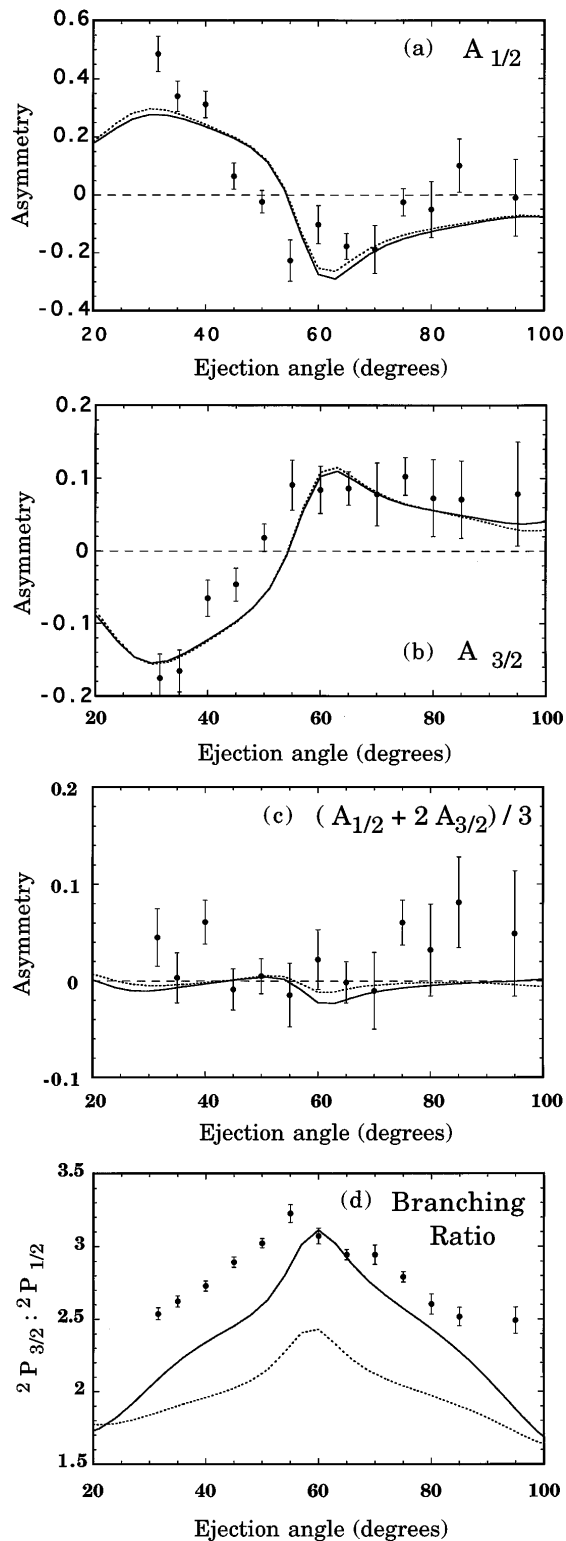 (a) A 1/2
0.6
0.4
0.2
0
-0.2
-0.4
Asymmetry
20 40 60 80 100
Ejection angle (degrees)
0.2
0.1
0
-0.1
-0.2
Asymmetry
(b) A 3/2
20 40 60 80 100
Ejection angle (degrees)
0.2
(c) ( A1/2 + 2 A3/2) / 3
0.1
0
-0.1
Asymmetry
20 40 60 80 100
Ejection angle (degrees)
3.5
(d) Branching
Ratio
3
2.5
2
1.5
2 P 3/2 : 2 P 1/2
20 40 60 80 100
Ejection angle (degrees)